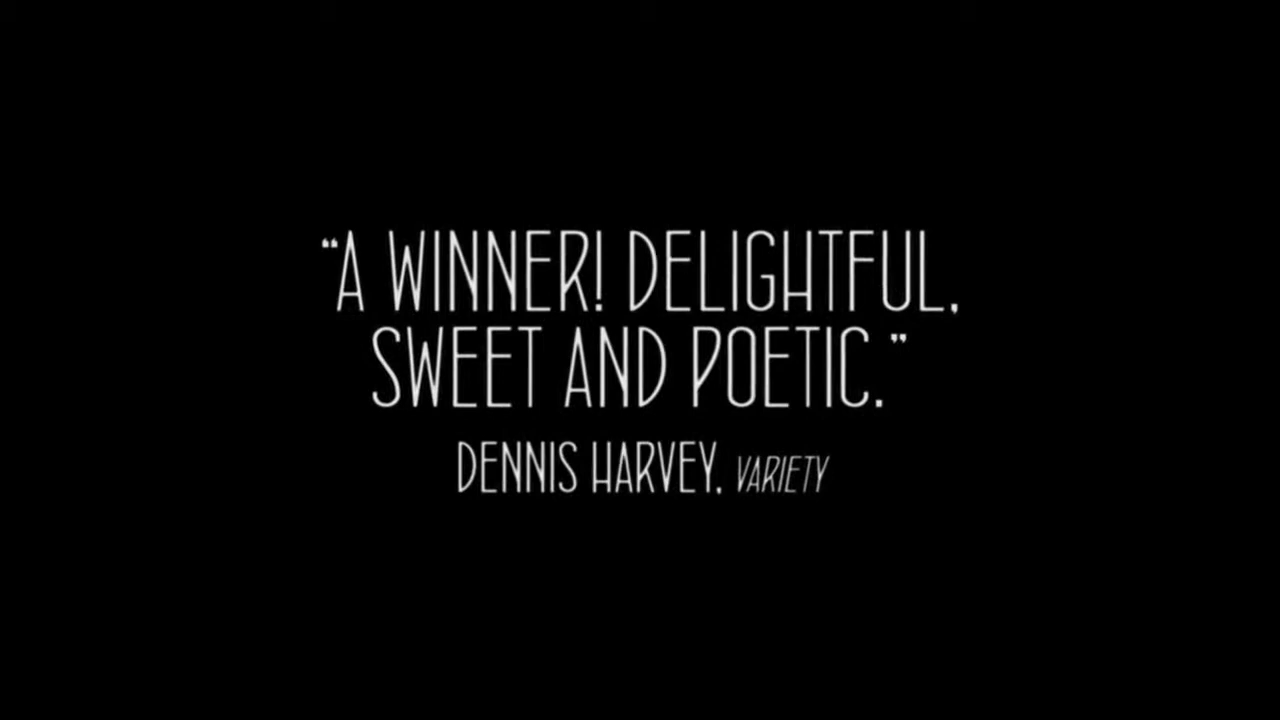 “A WINNER! DELIGHTFUL,
SWEET AND POETIC.”
DENNIS HARVEY, VARIETY